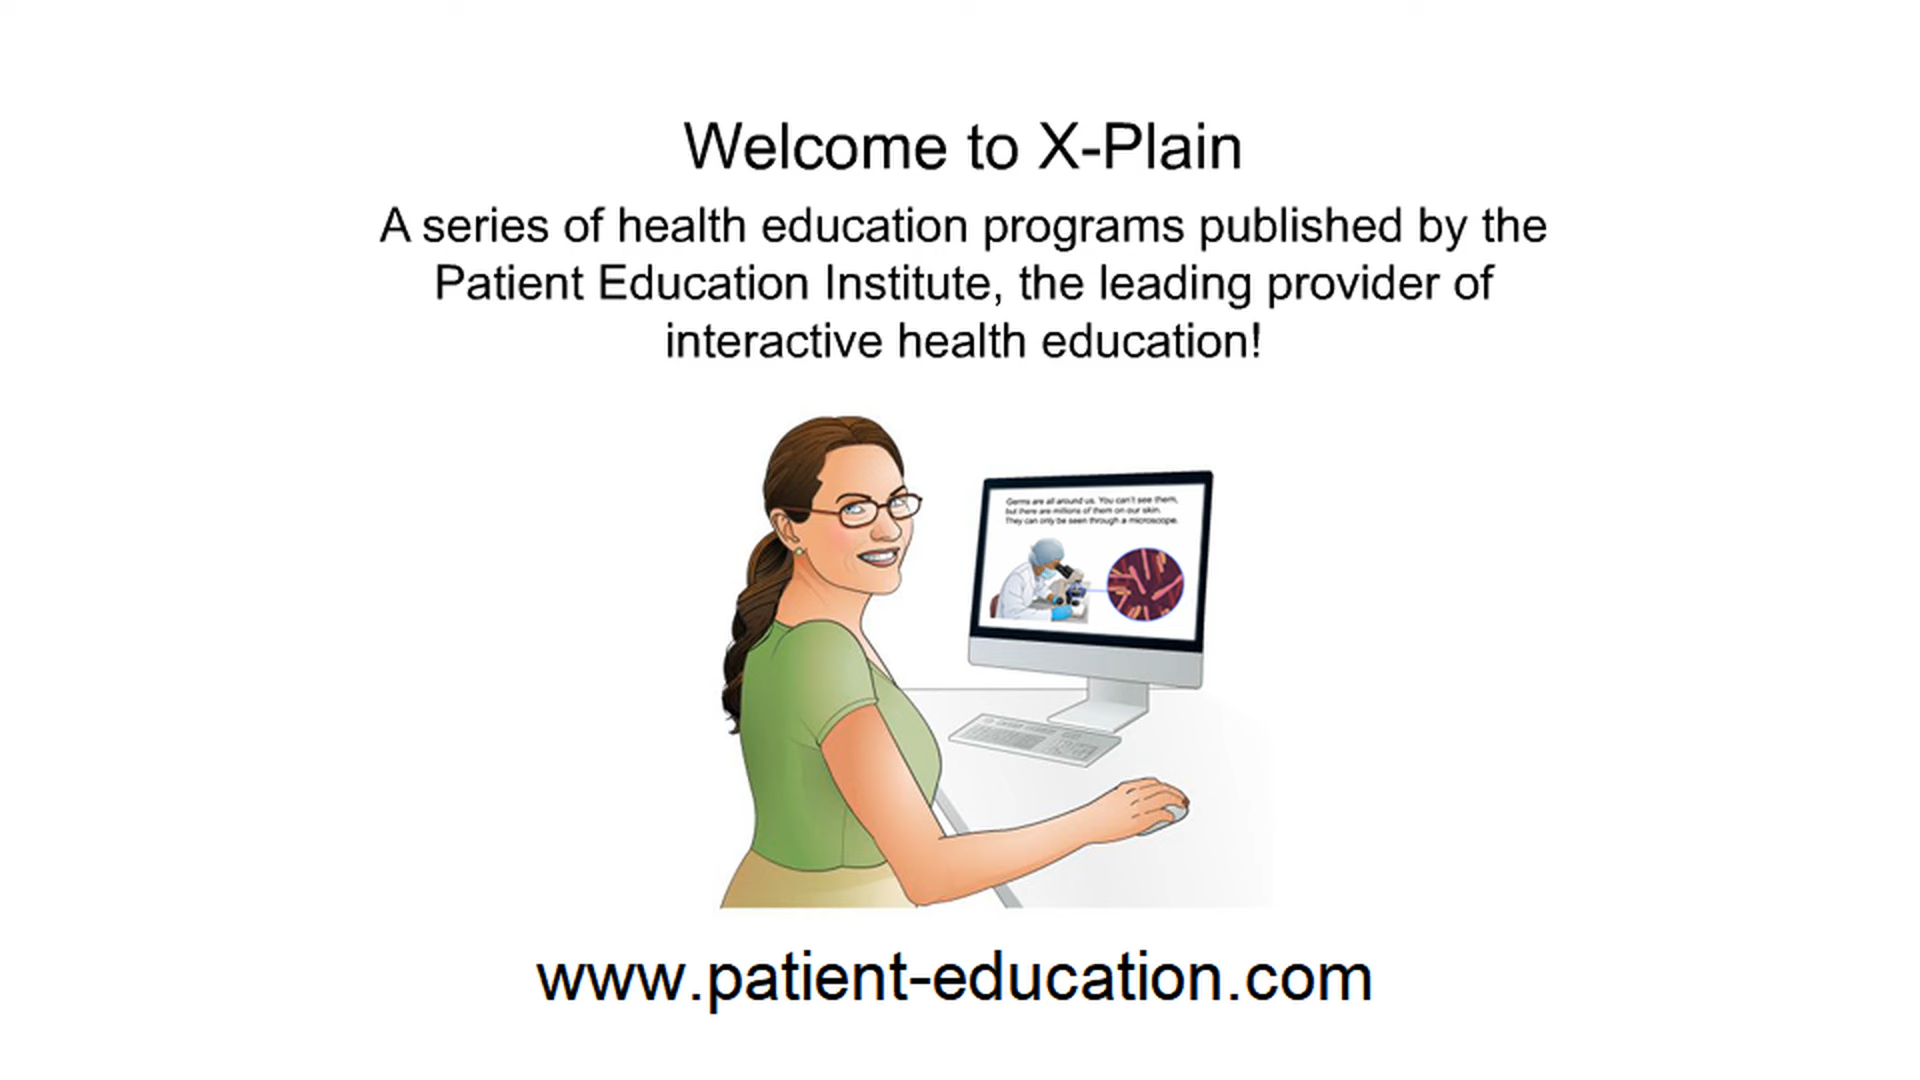 Welcome to X-Plain
A series of health education programs published by the
Patient Education Institute, the leading provider of
interactive health education!
Germs are all around us. You can't see them,
but there are millions of them on our skin.
They can only be seen through a microscope.
www.patient-education.com